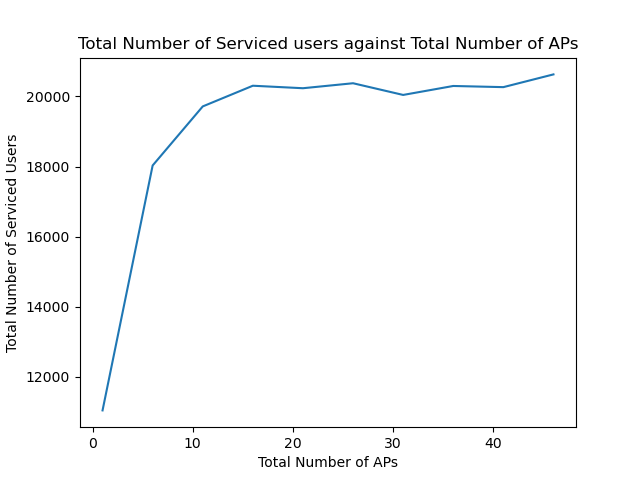 Total Number of Serviced users against Total Number of APs
Total Number of Serviced Users
20000
18000
16000
14000
12000
0 10 20 30 40
Total Number of APs